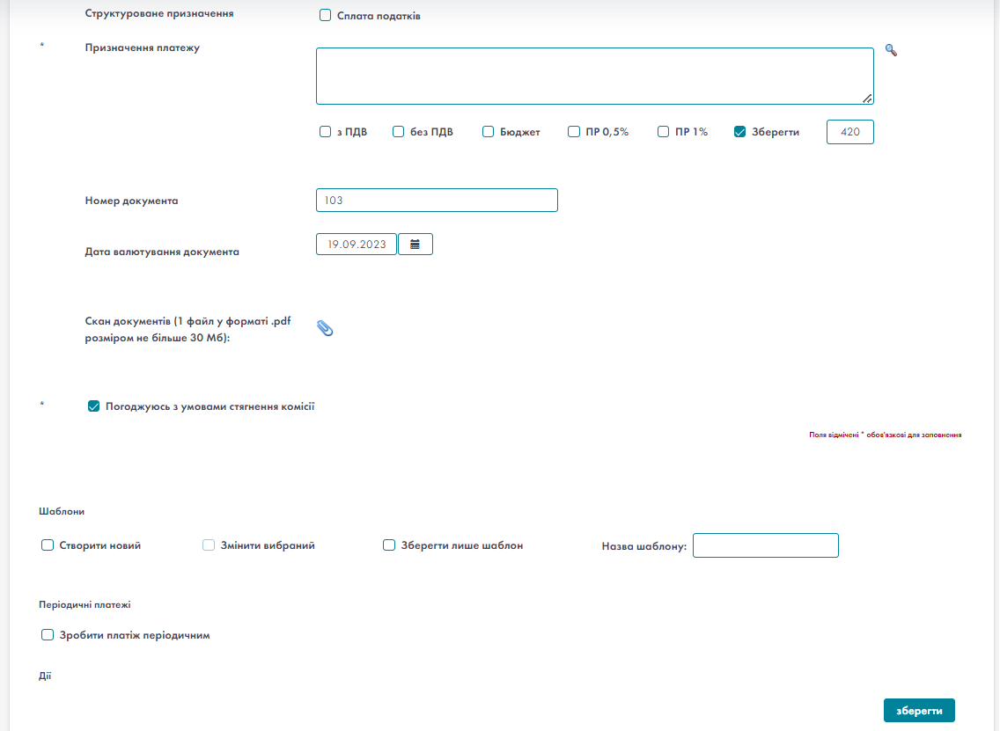 Структуроване призначення
Сплата податків
*
Призначення платежу
з ПДВ
без ПДВ
Бюджет
ПР 0,5%
ПР 1%
Зберегти
420
Номер документа
103
Дата валютування документа
19.09.2023
Скан документів (1 файл у форматі .pdf
розміром не більше 30 Мб):
*
Погоджуюсь з умовами стягнення комісії
Поля відмічені * обов'язкові для заповнення
Шаблони
Створити новий
Змінити вибраний
Зберегти лише шаблон
Назва шаблону:
Періодичні платежі
Зробити платіж періодичним
Дії
зберегти